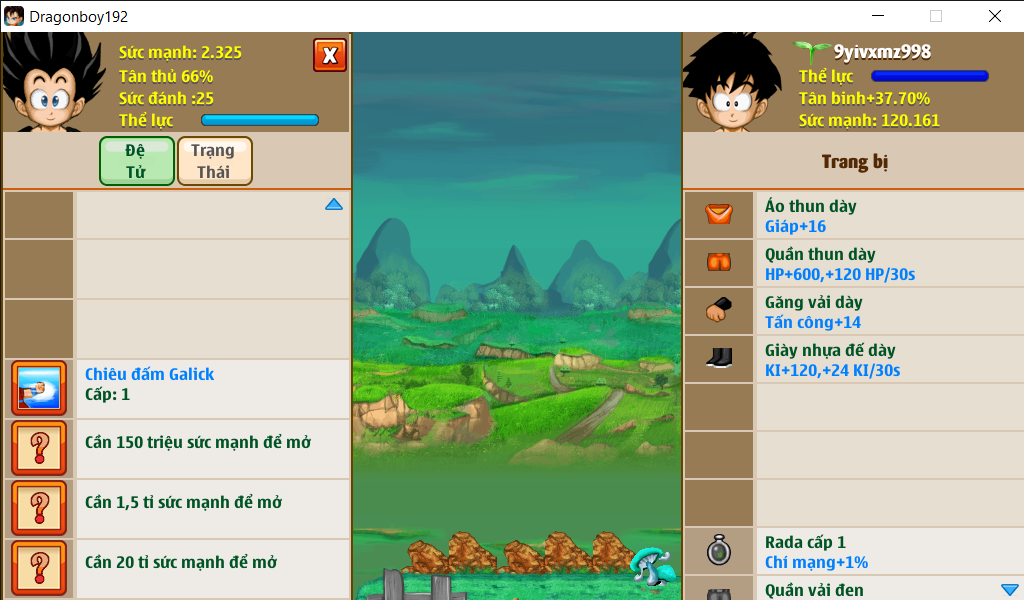 Dragonboy192
Sức mạnh: 2.325
Tân thủ 66%
Sức đánh :25
Thể lực
X
Đệ
Tử
Trạng
Thái
Chiêu đấm Galick
Cấp: 1
Cần 150 triệu sức mạnh để mở
Cần 1,5 tỉ sức mạnh để mở
Cần 20 tỉ sức mạnh để mở
9yivxmz998
Thể lực
Tân binh+37.70%
Sức mạnh: 120.161
Trang bị
Áo thun dày
Giáp+16
Quần thun dày
HP+600,+120 HP/30s
Găng vải dày
Tấn công+14
Giày nhựa đế dày
KI+120,+24 KI/30s
Rada cấp 1
Chí mạng+1%
Quần vải đen